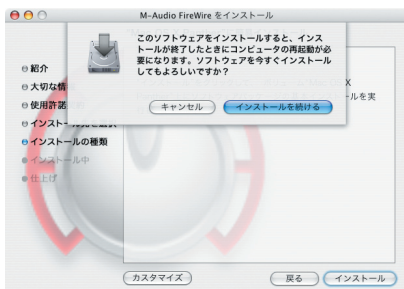 M-Audio FireWire をインストール
このソフトウェアをインストールすると、インス
トールが終了したときにコンピュータの再起動が必
要になります。ソフトウェアを今すぐインストール
してもよろしいですか？
キャンセル
インストールを続ける
紹介
大切な情
使用許諾
インストール先を選択
インストールの種類
インストール中
仕上げ
X
ールを実
カスタマイズ
戻る
インストール